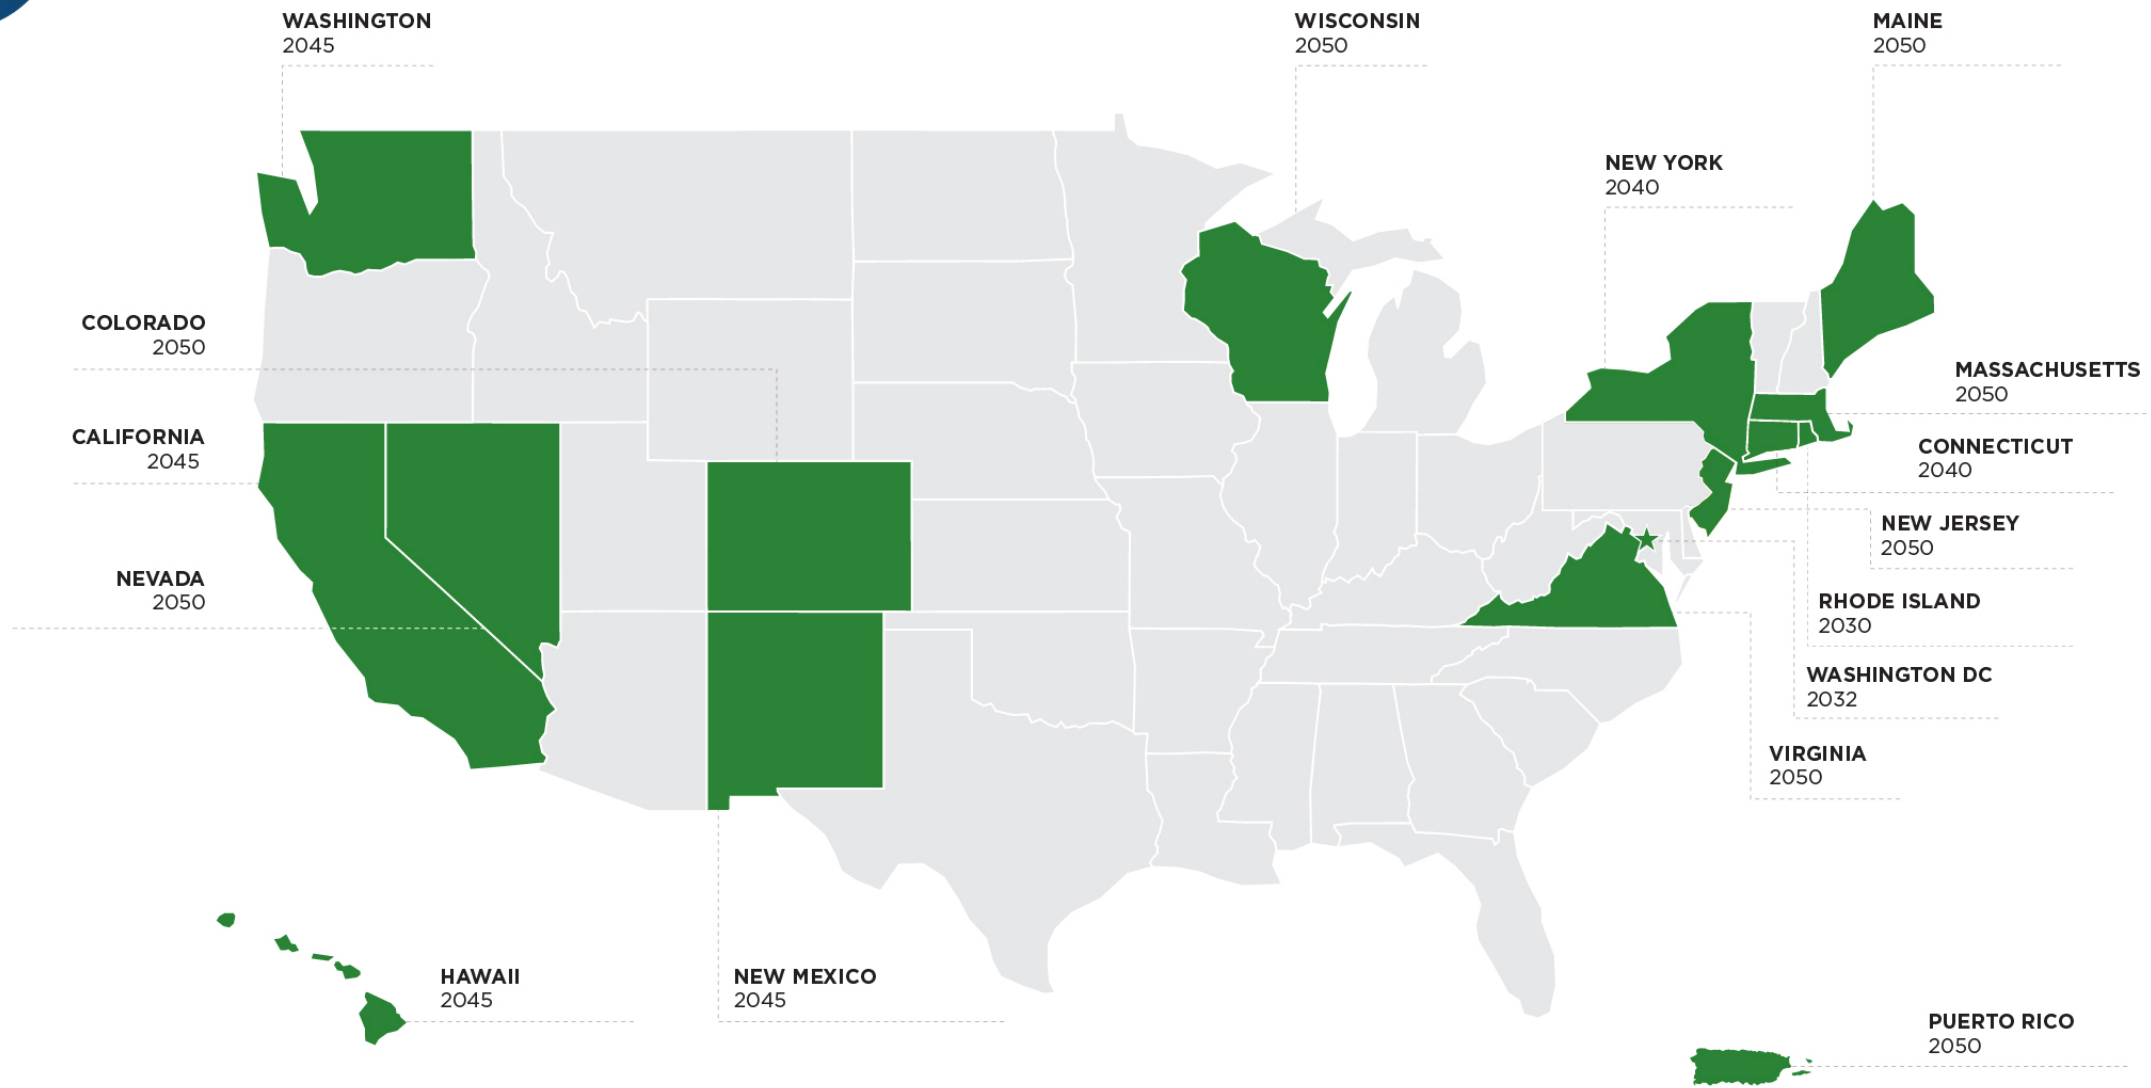 WASHINGTON
2045
WISCONSIN
2050
MAINE
2050
NEW YORK
2040
COLORADO
2050
MASSACHUSETTS
2050
CALIFORNIA
2045
CONNECTICUT
2040
NEW JERSEY
2050
NEVADA
2050
RHODE ISLAND
2030
WASHINGTON DC
2032
VIRGINIA
2050
HAWAII
2045
NEW MEXICO
2045
PUERTO RICO
2050